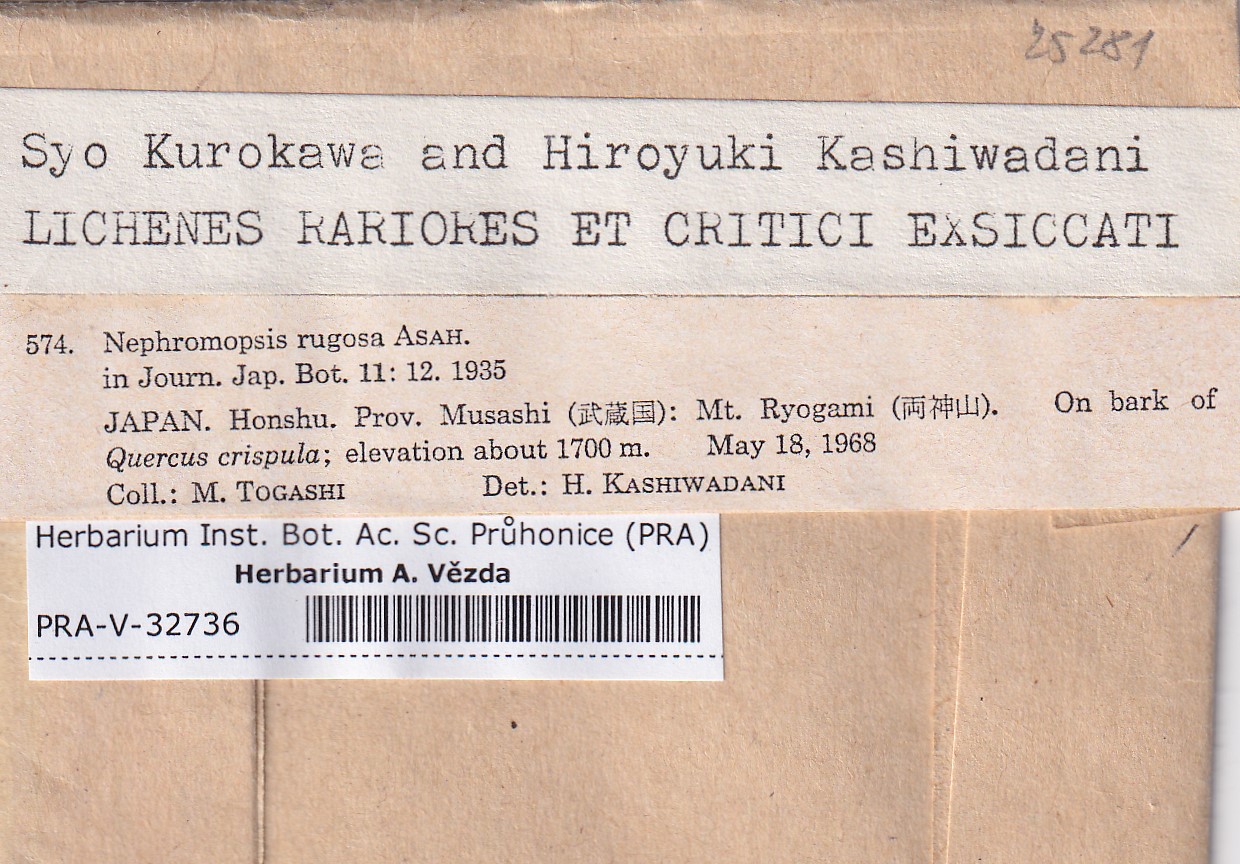 25281
Syo Kurokawa and Hiroyuki Kashiwadani
LICHENES RARIORES ET CRITICI EXSICCATI
574. Nephromopsis rugosa ASAH.
in Journ. Jap. Bot. 11: 12. 1935
JAPAN. Honshu. Prov. Musashi (武蔵国): Mt. Ryogami (両神山). On bark of
Quercus crispula; elevation about 1700 m. May 18, 1968
Coll.: M. TOGASHI Det.: H. KASHIWADANI
Herbarium Inst. Bot. Ac. Sc. Průhonice (PRA)
Herbarium A. Vězda
PRA-V-32736